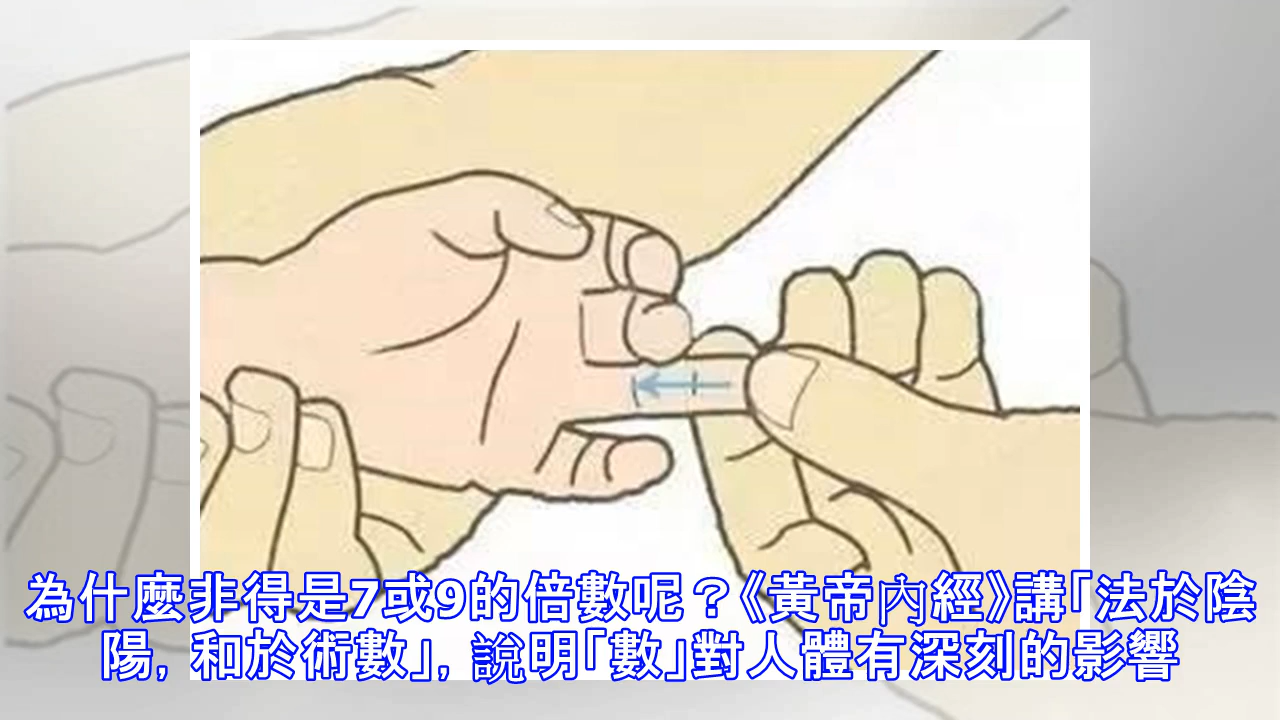 為什麼非得是7或9的倍數呢？《黃帝內經》講「法於陰
陽，和於術數」，說明「數」對人體有深刻的影響